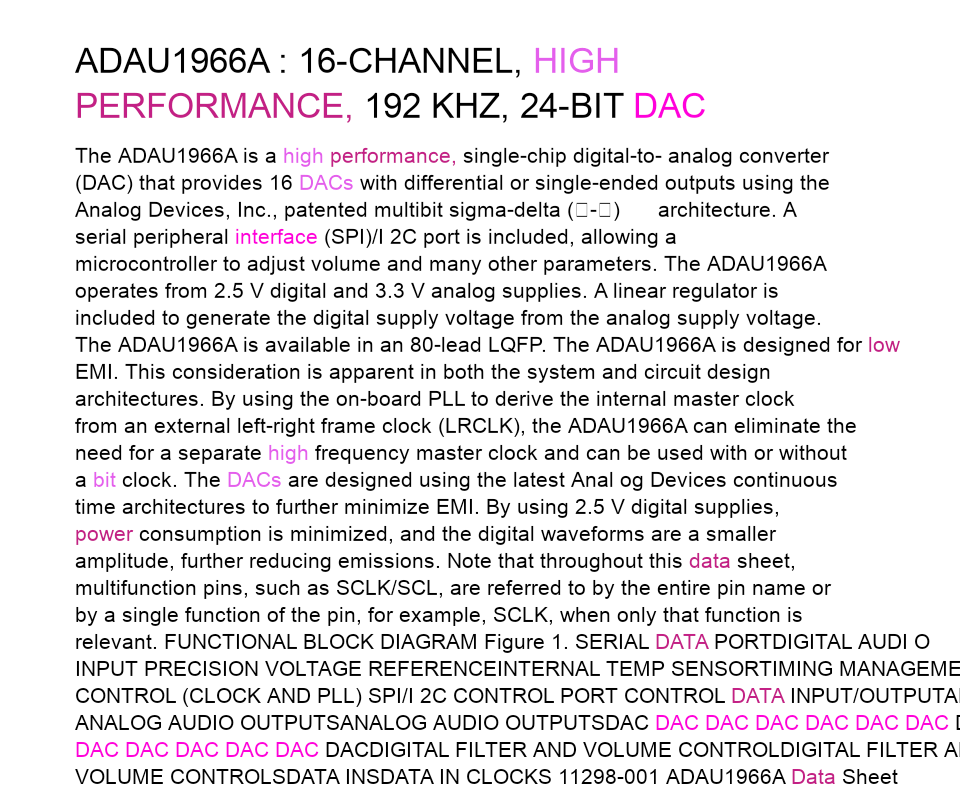 ADAU1966A : 16-CHANNEL, HIGH
PERFORMANCE, 192 KHZ, 24-BIT DAC
The ADAU1966A is a high performance, single-chip digital-to- analog converter
(DAC) that provides 16 DACs with differential or single-ended outputs using the
Analog Devices, Inc., patented multibit sigma-delta (□-□) architecture. A
serial peripheral interface (SPI)/I 2C port is included, allowing a
microcontroller to adjust volume and many other parameters. The ADAU1966A
operates from 2.5 V digital and 3.3 V analog supplies. A linear regulator is
included to generate the digital supply voltage from the analog supply voltage.
The ADAU1966A is available in an 80-lead LQFP. The ADAU1966A is designed for low
EMI. This consideration is apparent in both the system and circuit design
architectures. By using the on-board PLL to derive the internal master clock
from an external left-right frame clock (LRCLK), the ADAU1966A can eliminate the
need for a separate high frequency master clock and can be used with or without
a bit clock. The DACs are designed using the latest Anal og Devices continuous
time architectures to further minimize EMI. By using 2.5 V digital supplies,
power consumption is minimized, and the digital waveforms are a smaller
amplitude, further reducing emissions. Note that throughout this data sheet,
multifunction pins, such as SCLK/SCL, are referred to by the entire pin name or
by a single function of the pin, for example, SCLK, when only that function is
relevant. FUNCTIONAL BLOCK DIAGRAM Figure 1. SERIAL DATA PORTDIGITAL AUDI O
INPUT PRECISION VOLTAGE REFERENCEINTERNAL TEMP SENSORTIMING MANAGEME
CONTROL (CLOCK AND PLL) SPI/I 2C CONTROL PORT CONTROL DATA INPUT/OUTPUTA
ANALOG AUDIO OUTPUTSANALOG AUDIO OUTPUTSDAC DAC DAC DAC DAC DAC DAC
DAC DAC DAC DAC DAC DACDIGITAL FILTER AND VOLUME CONTROLDIGITAL FILTER A
VOLUME CONTROLSDATA INSDATA IN CLOCKS 11298-001 ADAU1966A Data Sheet